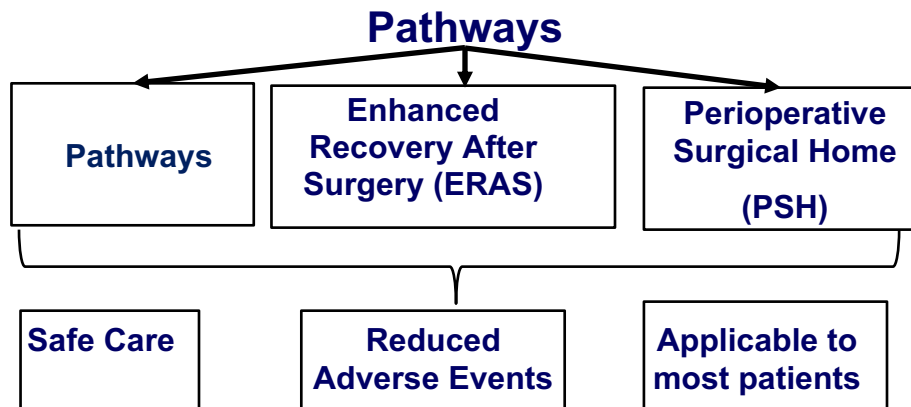 Pathways
Pathways
Enhanced
Recovery After
Surgery (ERAS)
Perioperative
Surgical Home
(PSH)
Safe Care
Reduced
Adverse Events
Applicable to
most patients